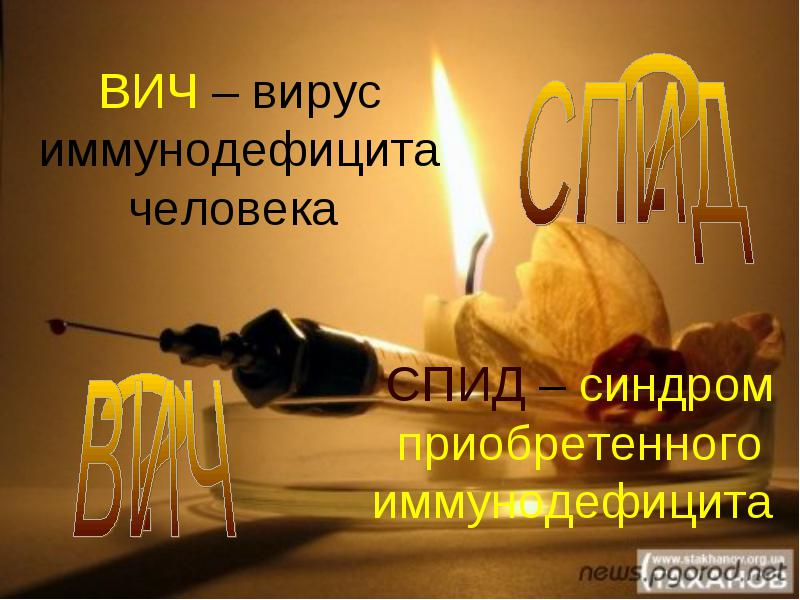 ВИЧ – вирус
иммунодефицита
человека
СПИД
?
ВИЧ
?
СПИД – синдром
приобретенного
иммунодефицита
www.stakhanov.org.ua
news.pgorod.net